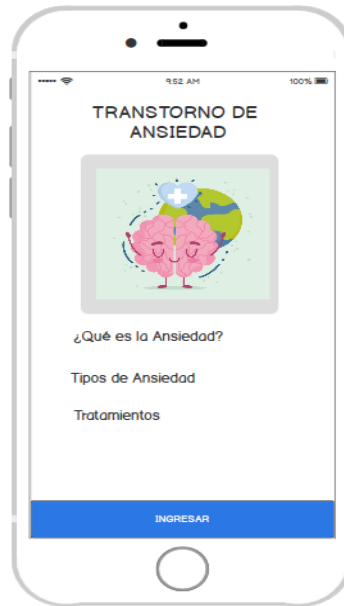 9:52 AM 100%
TRANSTORNO DE
ANSIEDAD
¿Qué es la Ansiedad?
Tipos de Ansiedad
Tratamientos
INGRESAR